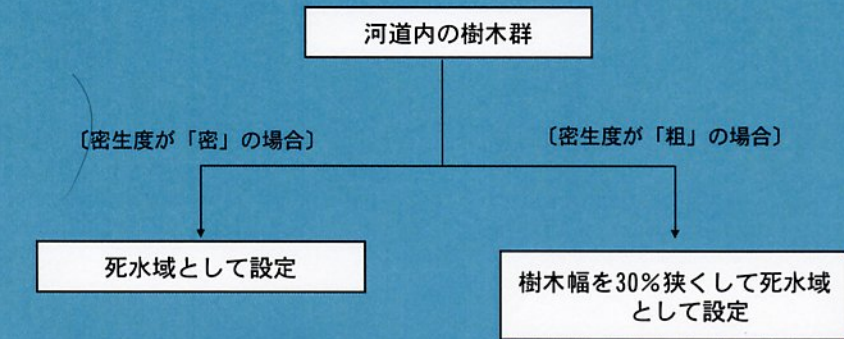 河道内の樹木群
〔密生度が「密」の場合〕
〔密生度が「粗」の場合〕
死水域として設定
樹木幅を30％狭くして死水域
として設定